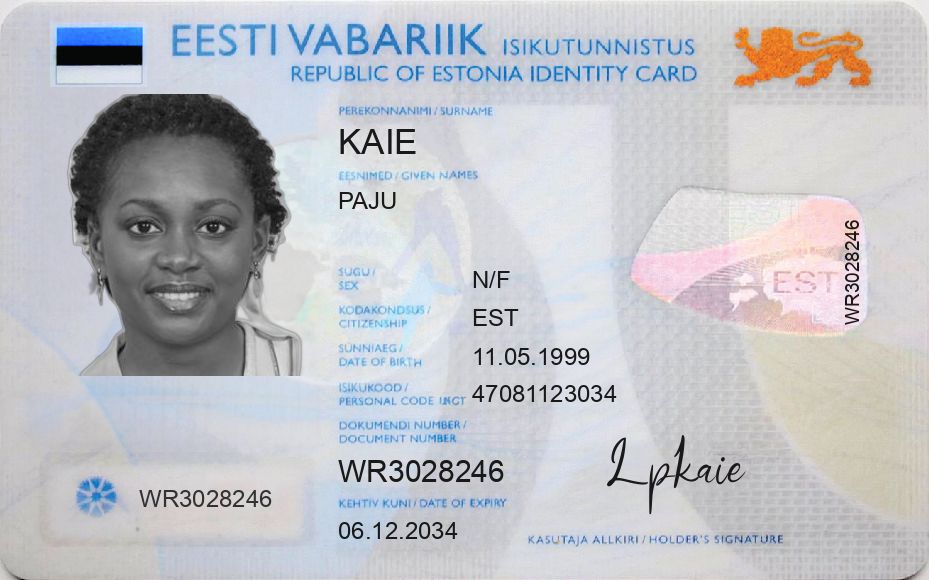 EESTI VABARIIK ISIKUTUNNISTUS
REPUBLIC OF ESTONIA IDENTITY CARD
PEREKONNANIMI / SURNAME
KAIE
EESNIMED / GIVEN NAMES
PAJU
SUGU /
SEX
N/F
KODAKONDSUS /
CITIZENSHIP
EST
SÜNNIAEG /
DATE OF BIRTH
11.05.1999
ISIKUKOOD /
PERSONAL CODE
47081123034
DOKUMENDI NUMBER /
DOCUMENT NUMBER
WR3028246
KEHTIV KUNI / DATE OF EXPIRY
06.12.2034
WR3028246
EST
WR3028246
Lpkaie
KASUTAJA ALLKIRI / HOLDER'S SIGNATURE